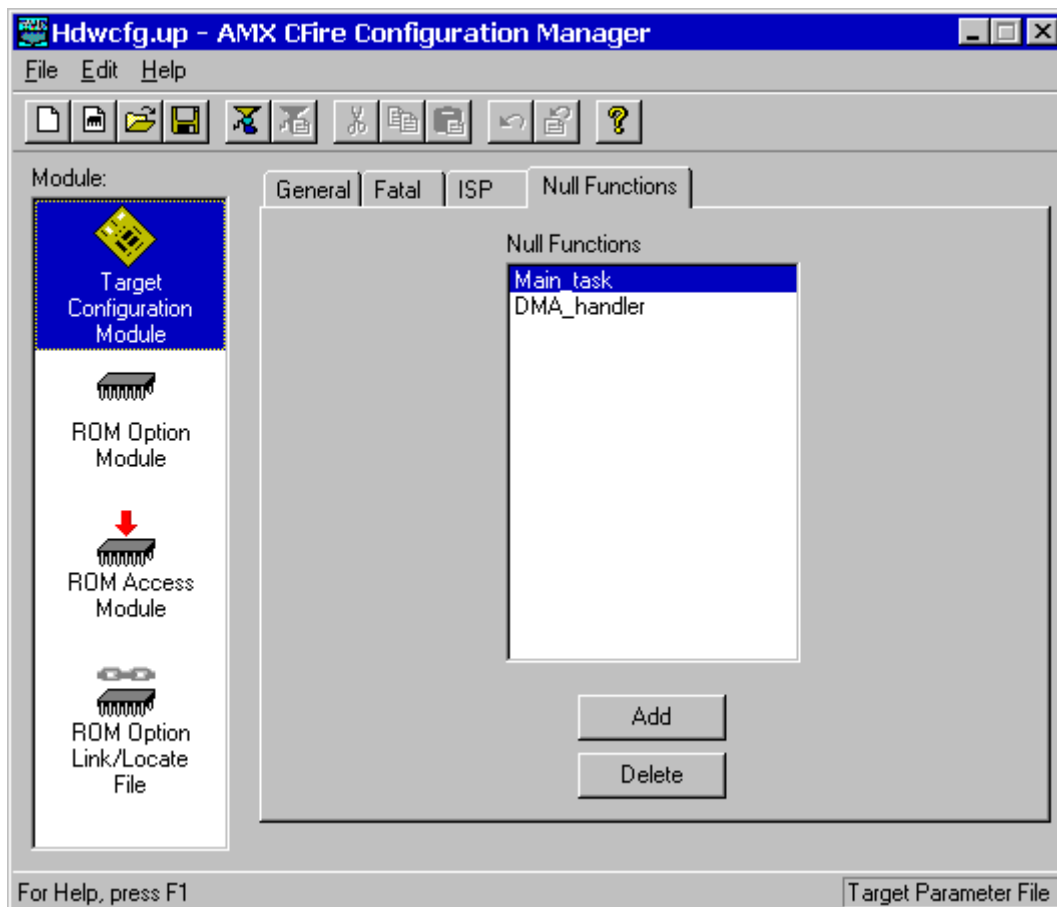 Hdwcfg.up - AMX CFire Configuration Manager
File Edit Help
Module:
Target
Configuration
Module
ROM Option
Module
ROM Access
Module
ROM Option
Link/Locate
File
General Fatal ISP Null Functions
Null Functions
Main_task
DMA_handler
Add
Delete
For Help, press F1
Target Parameter File